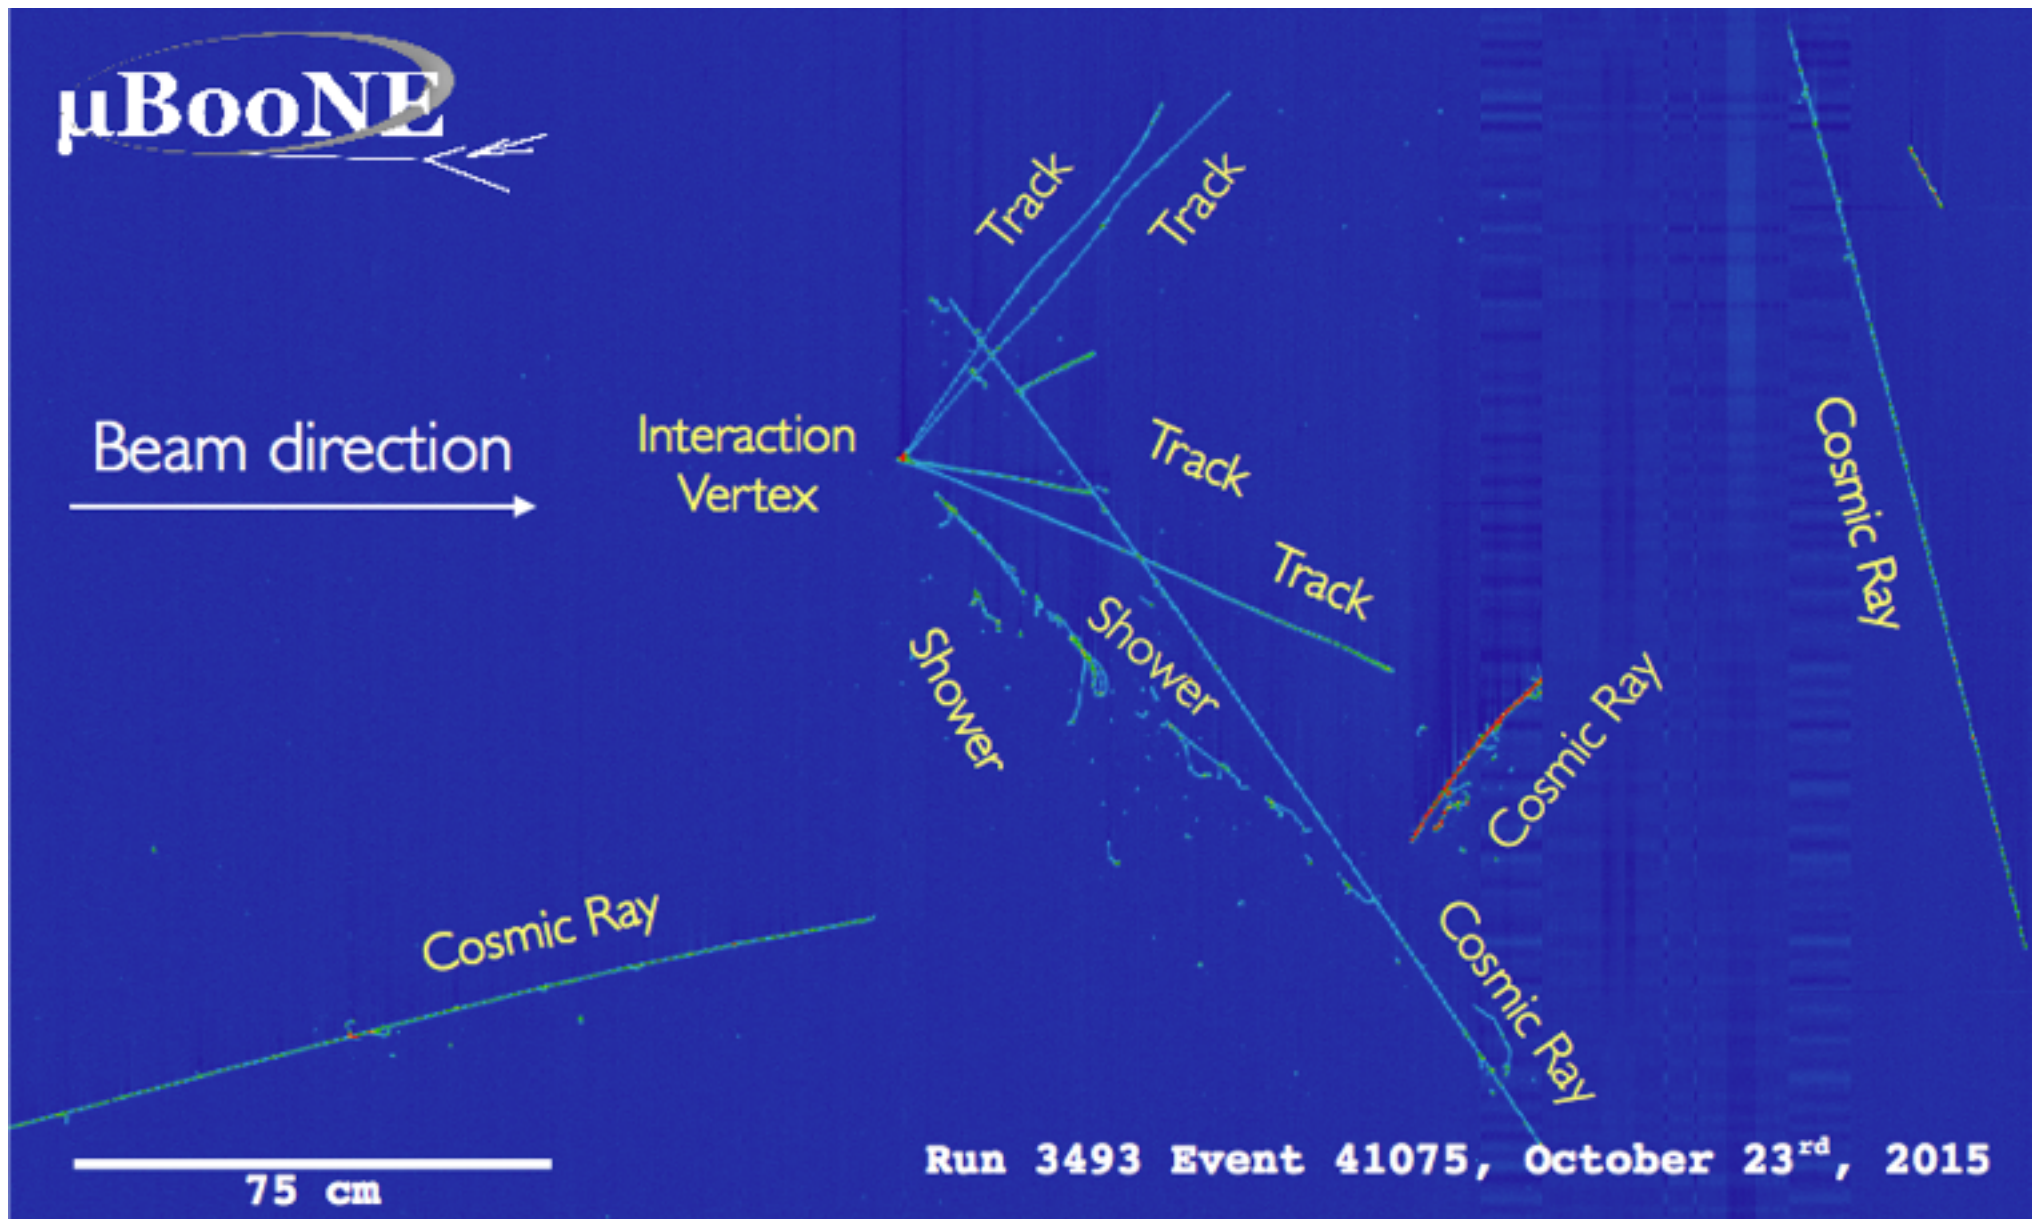 µBooNE
Track
Track
Beam direction
Interaction
Vertex
Track
Track
Cosmic Ray
Shower
Shower
Cosmic Ray
Cosmic Ray
Cosmic Ray
75 cm
Run 3493 Event 41075, October 23rd, 2015